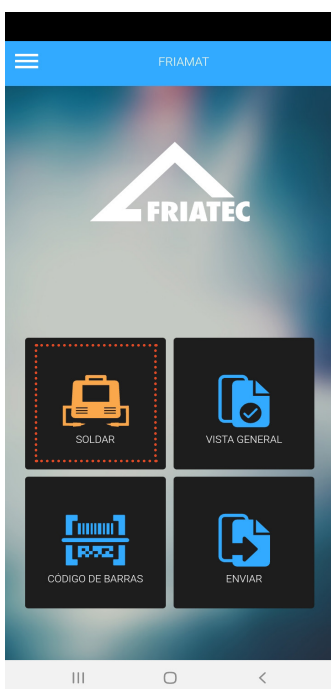 FRIAMAT
FRIATEC
SOLDAR
VISTA GENERAL
CÓDIGO DE BARRAS
ENVIAR